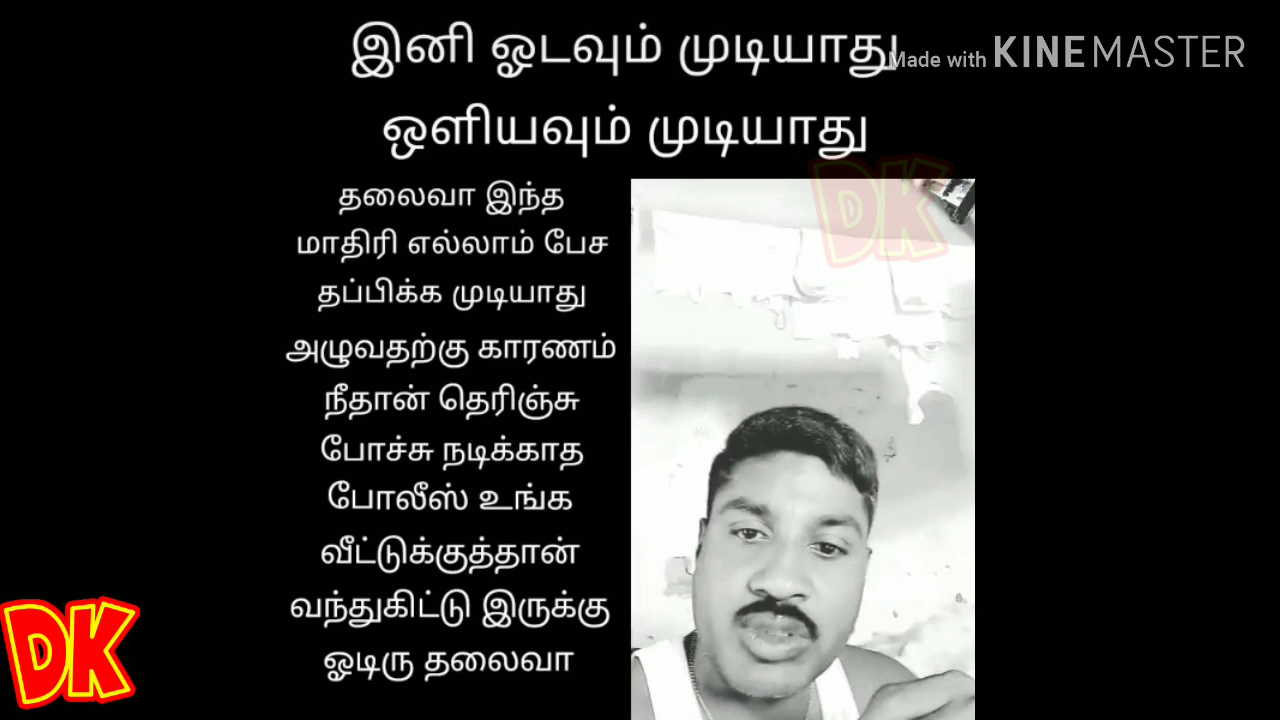 இனி ஓடவும் முடியாது
Made with KINEMASTER
ஒளியவும் முடியாது
DK
தலைவா இந்த
மாதிரி எல்லாம் பேச
தப்பிக்க முடியாது
அழுவதற்கு காரணம்
நீதான் தெரிஞ்சு
போச்சு நடிக்காத
போலீஸ் உங்க
வீட்டுக்குத்தான்
வந்துகிட்டு இருக்கு
ஓடிரு தலைவா
DK